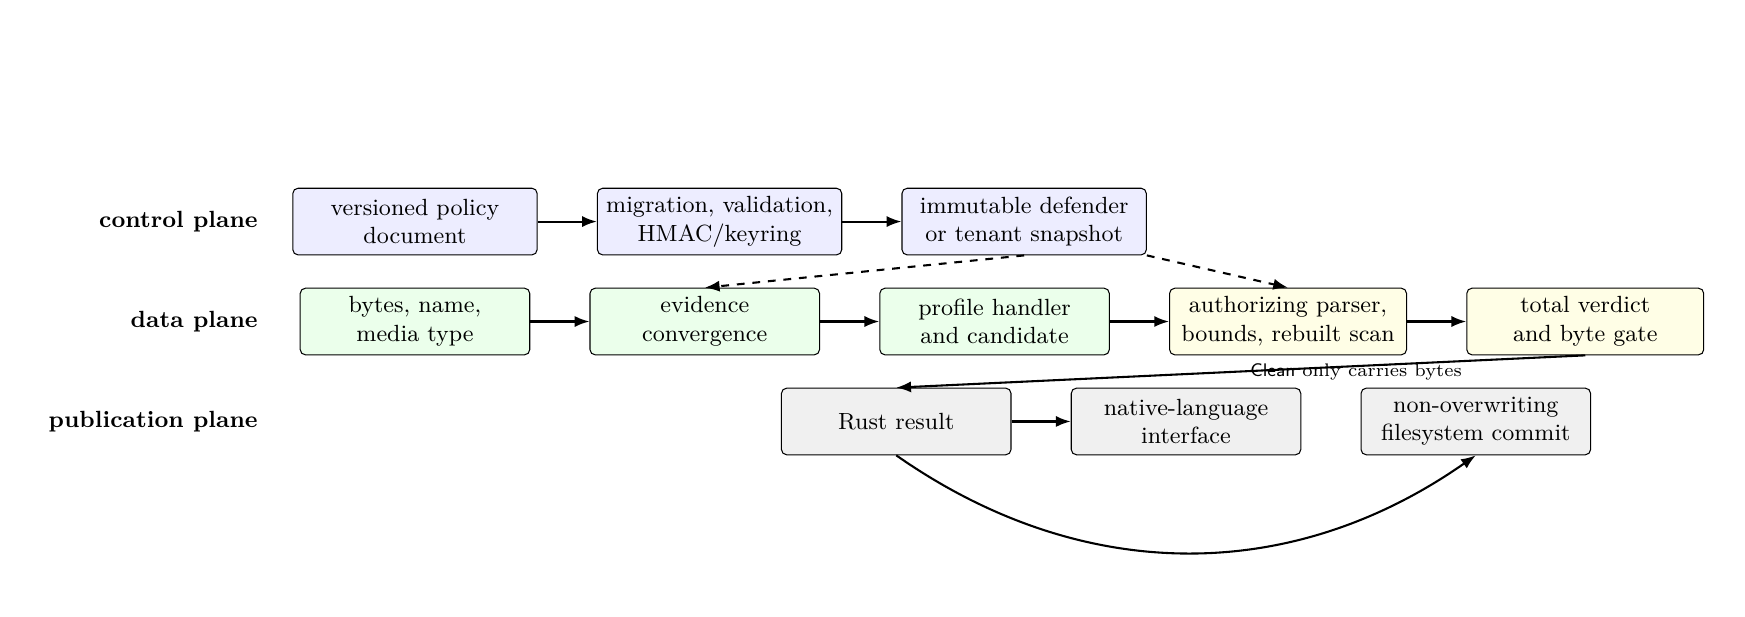 control plane
versioned policy
document
migration, validation,
HMAC/keyring
immutable defender
or tenant snapshot
data plane
bytes, name,
media type
evidence
convergence
profile handler
and candidate
authorizing parser,
bounds, rebuilt scan
total verdict
and byte gate
Clean only carries bytes
publication plane
Rust result
native-language
interface
non-overwriting
filesystem commit